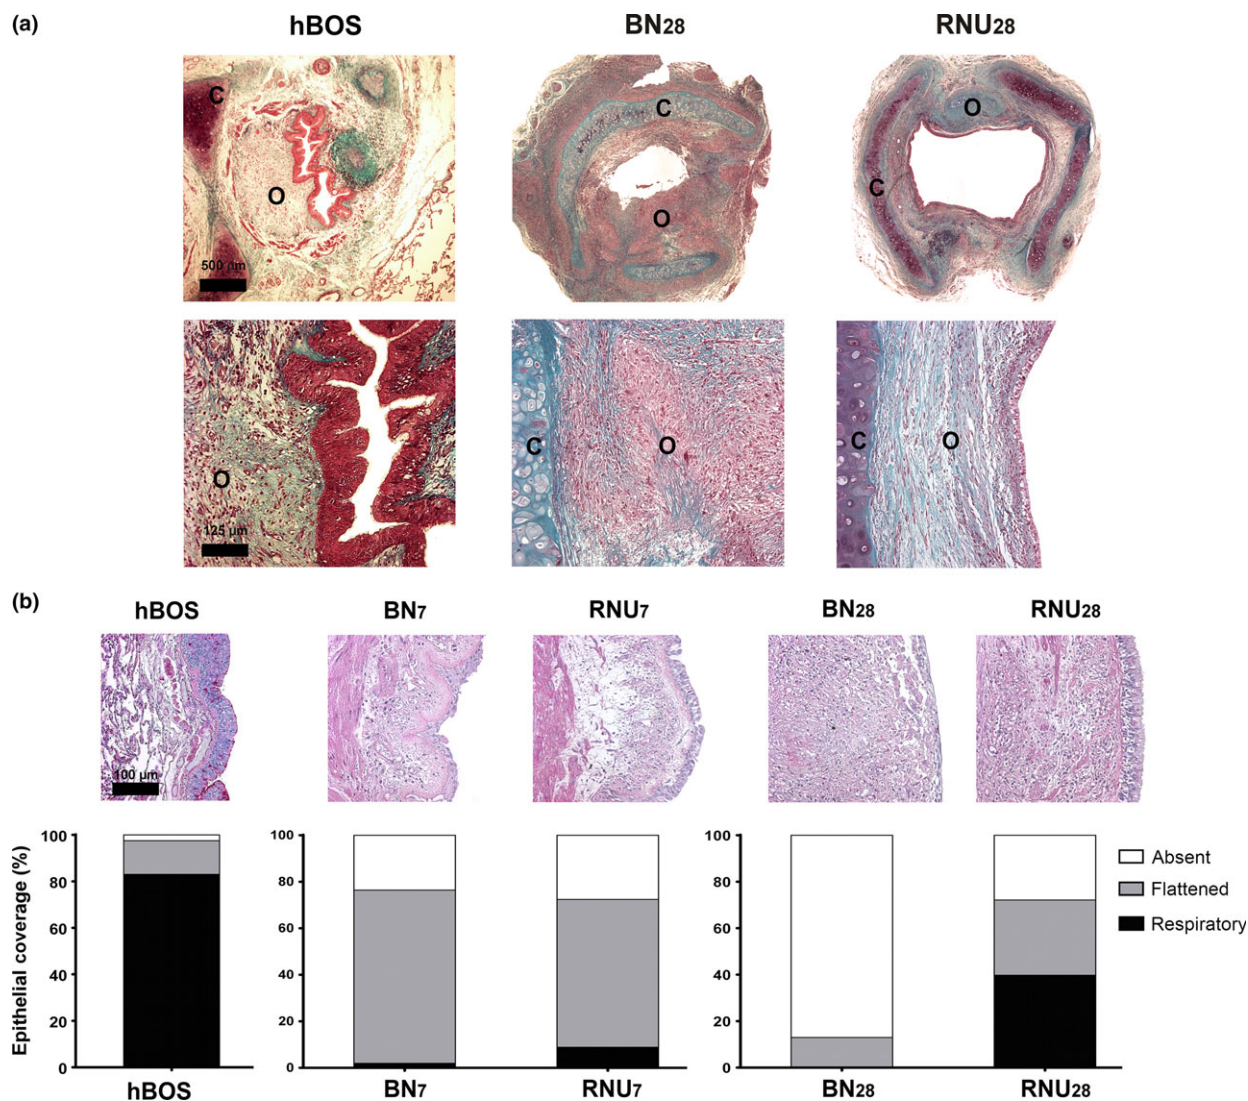 (a)
hBOS BN28 RNU28
C O 500 µm
C O
C O
O 125 µm
C O
C O
(b)
hBOS BN7 RNU7 BN28 RNU28
100 µm
Epithelial coverage (%)
100 80 60 40 20 0
hBOS
100 80 60 40 20 0
BN7 RNU7
100 80 60 40 20 0
BN28 RNU28
Absent
Flattened
Respiratory